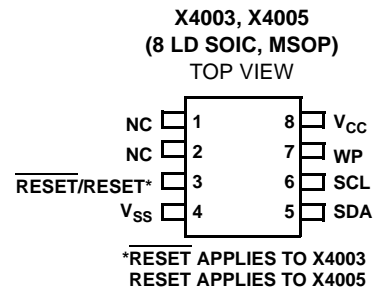 X4003, X4005
(8 LD SOIC, MSOP)
TOP VIEW
NC 1 8 VCC
NC 2 7 WP
RESET/RESET* 3 6 SCL
VSS 4 5 SDA
*RESET APPLIES TO X4003
RESET APPLIES TO X4005